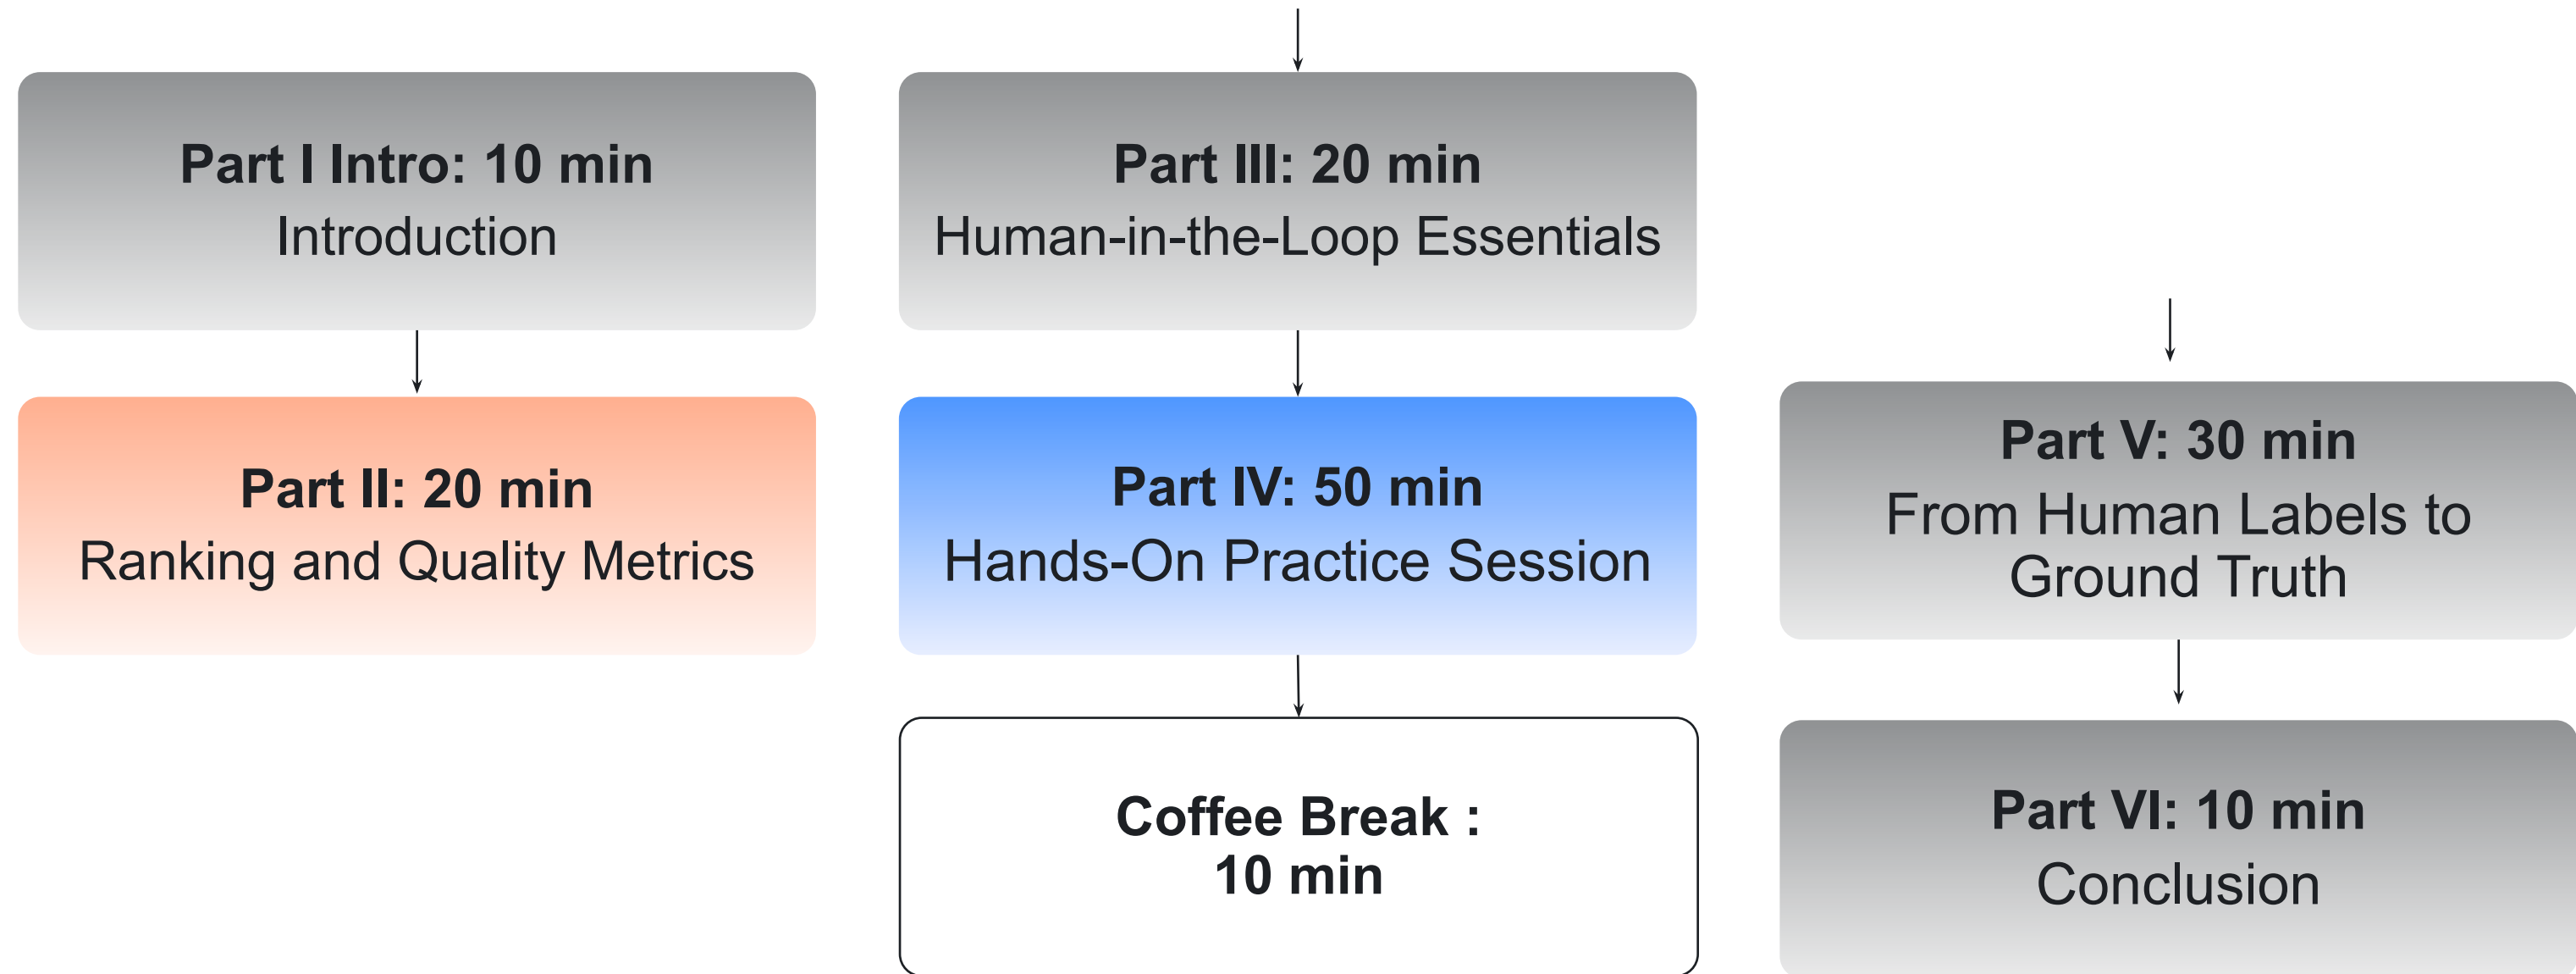 Part I Intro: 10 min
Introduction
Part II: 20 min
Ranking and Quality Metrics
Part III: 20 min
Human-in-the-Loop Essentials
Part IV: 50 min
Hands-On Practice Session
Coffee Break :
10 min
Part V: 30 min
From Human Labels to
Ground Truth
Part VI: 10 min
Conclusion